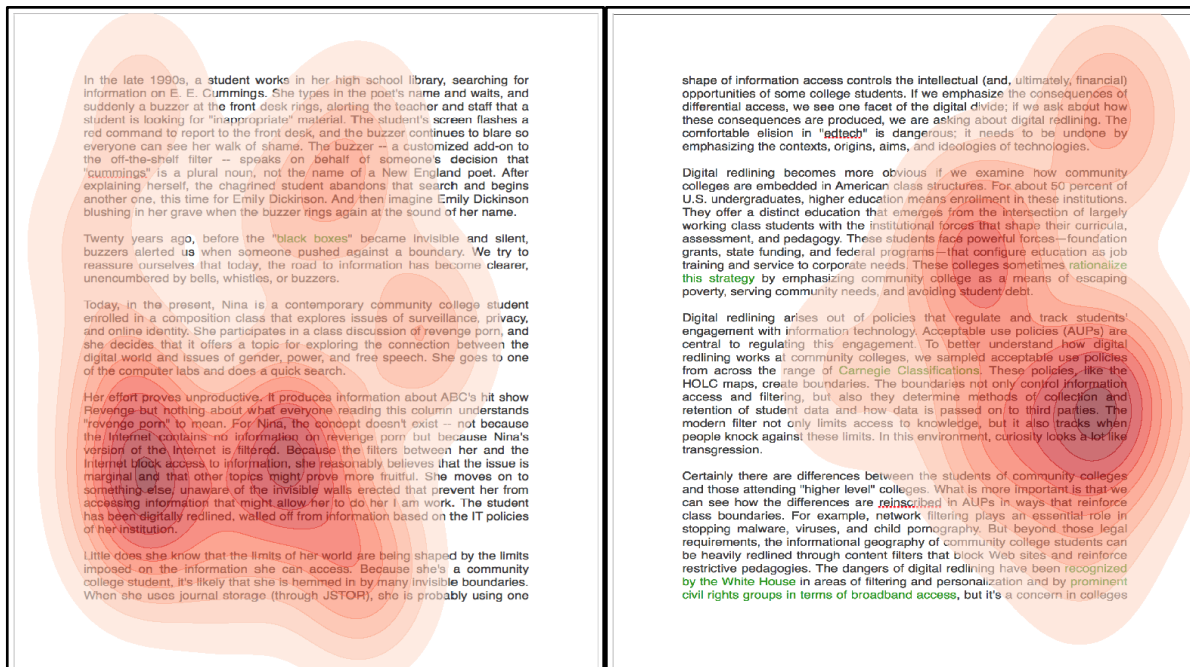 In the late 1990s, a student works in her high school library, searching for
information on E. E. Cummings. She types in the poet's name and waits, and
suddenly a buzzer at the front desk rings, alerting the teacher and staff that a
student is looking for "inappropriate" material. The student's screen flashes a
red command to report to the front desk, and the buzzer continues to blare so
everyone can see her walk of shame. The buzzer -- a customized add-on to
the off-the-shelf filter -- speaks on behalf of someone's decision that
"cummings" is a plural noun, not the name of a New England poet. After
explaining herself, the chagrined student abandons that search and begins
another one, this time for Emily Dickinson. And then imagine Emily Dickinson
blushing in her grave when the buzzer rings again at the sound of her name.
Twenty years ago, before the "black boxes" became invisible and silent,
buzzers alerted us when someone pushed against a boundary. We try to
reassure ourselves that today, the road to information has become clearer,
unencumbered by bells, whistles, or buzzers.
Today, in the present, Nina is a contemporary community college student
enrolled in a composition class that explores issues of surveillance, privacy,
and online identity. She participates in a class discussion of revenge porn, and
she decides that it offers a topic for exploring the connection between the
digital world and issues of gender, power, and free speech. She goes to one
of the computer labs and does a quick search.
Her effort proves unproductive. It produces information about ABC's hit show
Revenge but nothing about what everyone reading this column understands
"revenge porn" to mean. For Nina, the concept doesn't exist -- not because
the Internet contains no information on revenge porn but because Nina's
version of the Internet is filtered. Because the filters between her and the
Internet block access to information, she reasonably believes that the issue is
marginal and that other topics might prove more fruitful. She moves on to
something else, unaware of the invisible walls erected that prevent her from
accessing information that might allow her to do her I am work. The student
has been digitally redlined, walled off from information based on the IT policies
of her institution.
Little does she know that the limits of her world are being shaped by the limits
imposed on the information she can access. Because she's a community
college student, it's likely that she is hemmed in by many invisible boundaries.
When she uses journal storage (through JSTOR), she is probably using one
shape of information access controls the intellectual (and, ultimately, financial)
opportunities of some college students. If we emphasize the consequences of
differential access, we see one facet of the digital divide; if we ask about how
these consequences are produced, we are asking about digital redlining. The
comfortable elision in "edtech" is dangerous; it needs to be undone by
emphasizing the contexts, origins, aims, and ideologies of technologies.
Digital redlining becomes more obvious if we examine how community
colleges are embedded in American class structures. For about 50 percent of
U.S. undergraduates, higher education means enrollment in these institutions.
They offer a distinct education that emerges from the intersection of largely
working class students with the institutional forces that shape their curricula,
assessment, and pedagogy. These students face powerful forces—foundation
grants, state funding, and federal programs—that configure education as job
training and service to corporate needs. These colleges sometimes rationalize
this strategy by emphasizing community college as a means of escaping
poverty, serving community needs, and avoiding student debt.
Digital redlining arises out of policies that regulate and track students'
engagement with information technology. Acceptable use policies (AUPs) are
central to regulating this engagement. To better understand how digital
redlining works at community colleges, we sampled acceptable use policies
from across the range of Carnegie Classifications. These policies, like the
HOLC maps, create boundaries. The boundaries not only control information
access and filtering, but also they determine methods of collection and
retention of student data and how data is passed on to third parties. The
modern filter not only limits access to knowledge, but it also tracks when
people knock against these limits. In this environment, curiosity looks a lot like
transgression.
Certainly there are differences between the students of community colleges
and those attending "higher level" colleges. What is more important is that we
can see how the differences are reinscribed in AUPs in ways that reinforce
class boundaries. For example, network filtering plays an essential role in
stopping malware, viruses, and child pornography. But beyond those legal
requirements, the informational geography of community college students can
be heavily redlined through content filters that block Web sites and reinforce
restrictive pedagogies. The dangers of digital redlining have been recognized
by the White House in areas of filtering and personalization and by prominent
civil rights groups in terms of broadband access, but it's a concern in colleges